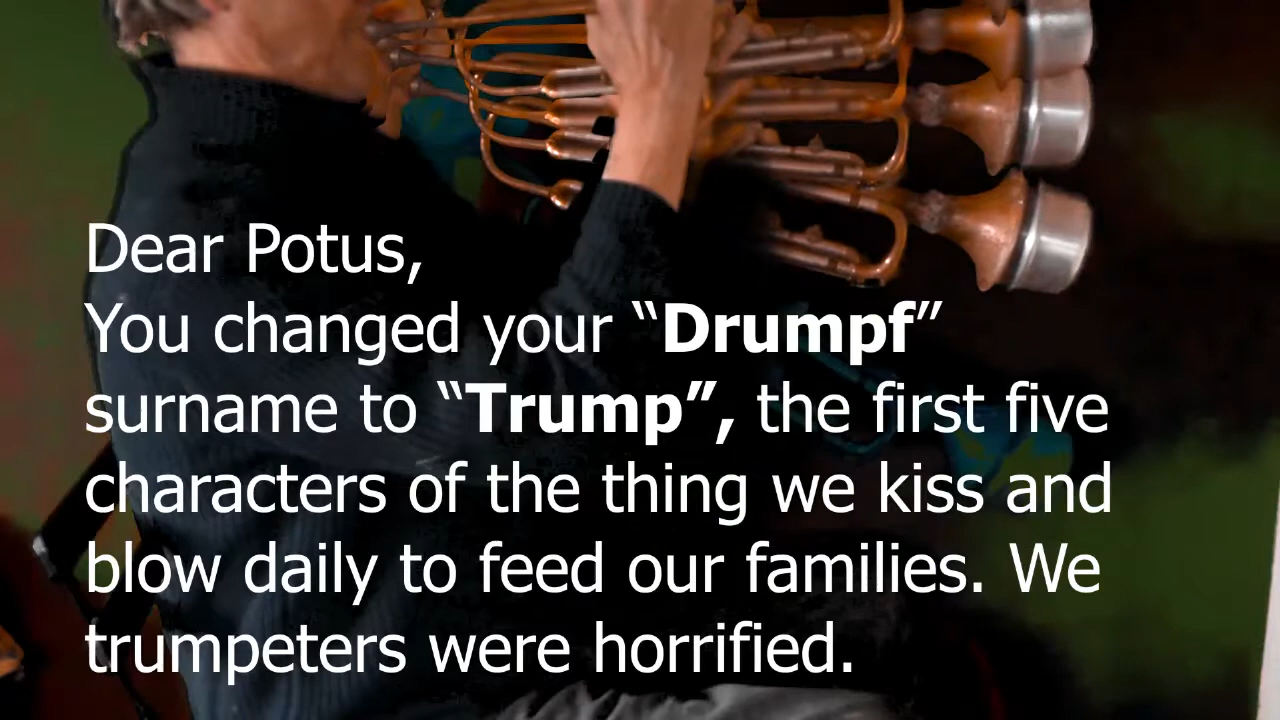 Dear Potus,
You changed your “Drumpf”
surname to “Trump”, the first five
characters of the thing we kiss and
blow daily to feed our families. We
trumpeters were horrified.